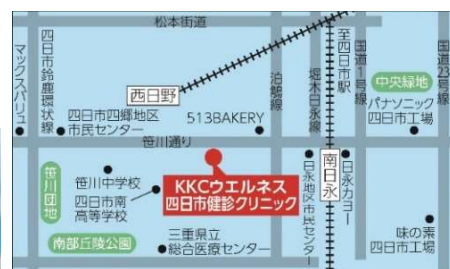 松本街道
マックスバリュ
四日市鈴鹿環状線
西日野
四日市四郷地区
市民センター
513BAKERY
泊鶴線
堀木日永線
至四日市駅
国道1号線
国道23号線
中央緑地
パナソニック
四日市工場
笹川通り
笹川団地
笹川中学校
四日市南
高等学校
KKCウエルネス
四日市健診クリニック
日永地区市民センター
南日永
日永カヨー
南部丘陵公園
三重県立
総合医療センター
味の素
四日市工場